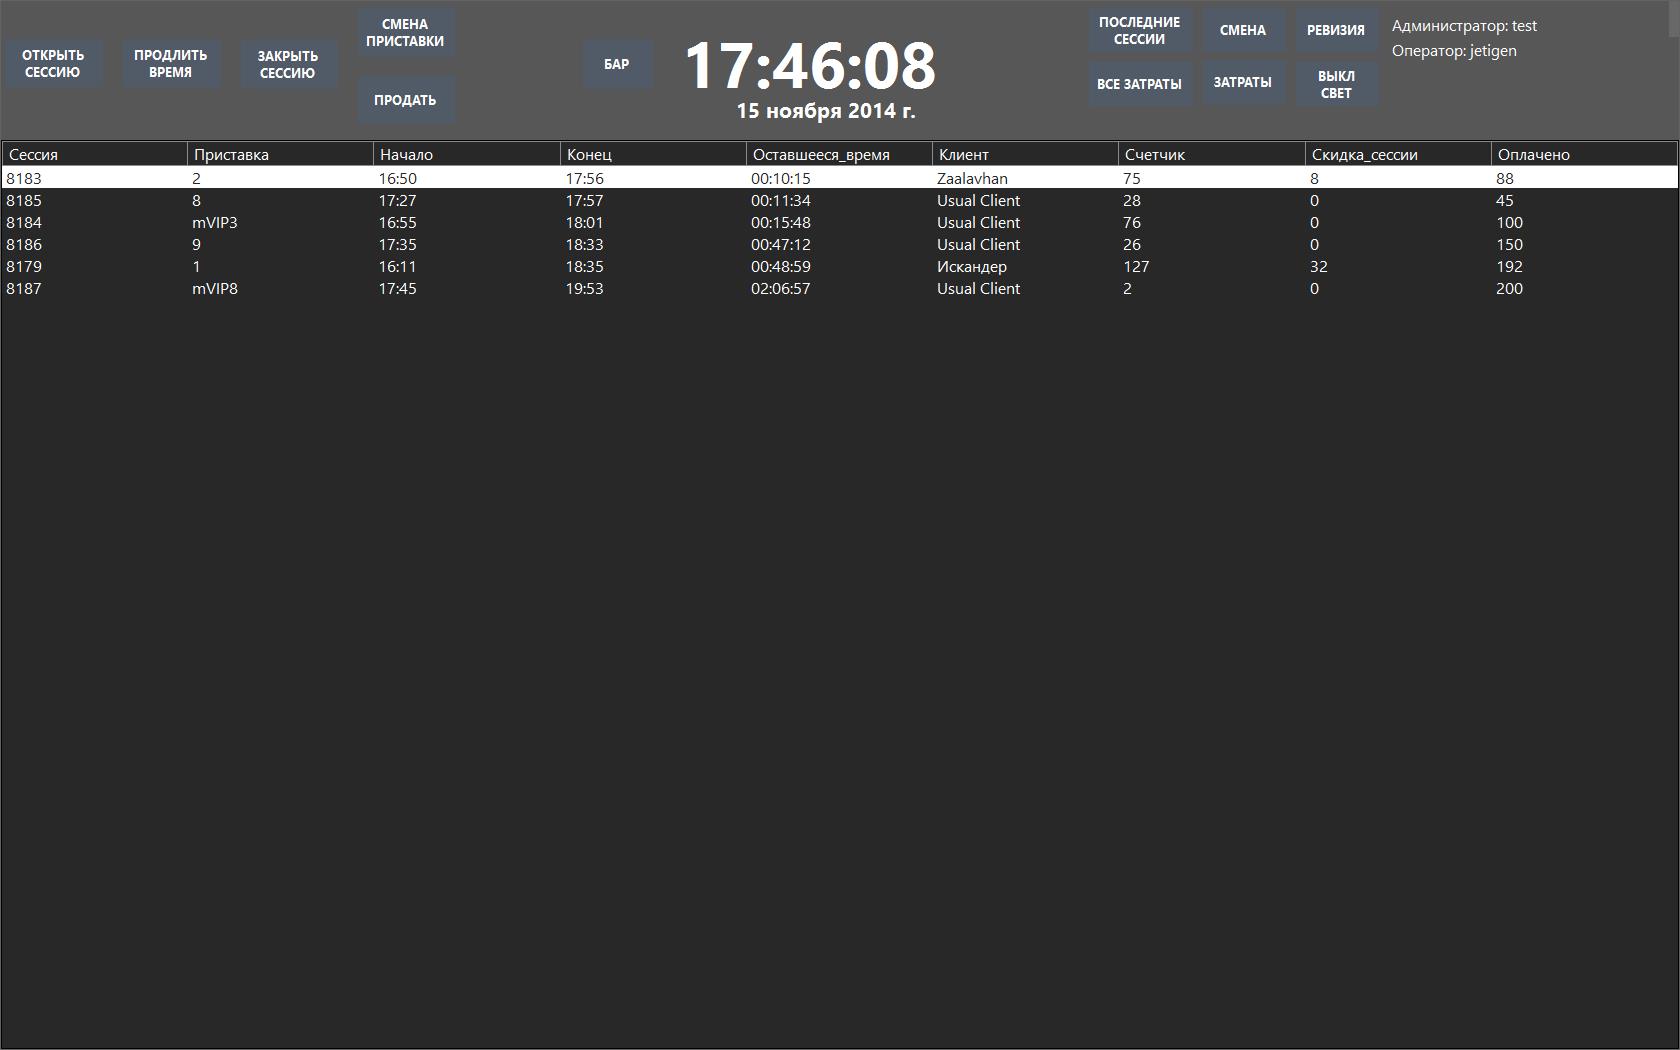 ОТКРЫТЬ
СЕССИЮ
ПРОДЛИТЬ
ВРЕМЯ
ЗАКРЫТЬ
СЕССИЮ
СМЕНА
ПРИСТАВКИ
ПРОДАТЬ
БАР
17:46:08
15 ноября 2014 г.
ПОСЛЕДНИЕ
СЕССИИ
СМЕНА
РЕВИЗИЯ
ВСЕ ЗАТРАТЫ
ЗАТРАТЫ
ВЫКЛ
СВЕТ
Администратор: test
Оператор: jetigen
Сессия Приставка Начало Конец Оставшееся_время Клиент Счетчик Скидка_сессии Оплачено
8183 2 16:50 17:56 00:10:15 Zaalavhan 75 8 88
8185 8 17:27 17:57 00:11:34 Usual Client 28 0 45
8184 mVIP3 16:55 18:01 00:15:48 Usual Client 76 0 100
8186 9 17:35 18:33 00:47:12 Usual Client 26 0 150
8179 1 16:11 18:35 00:48:59 Искандер 127 32 192
8187 mVIP8 17:45 19:53 02:06:57 Usual Client 2 0 200